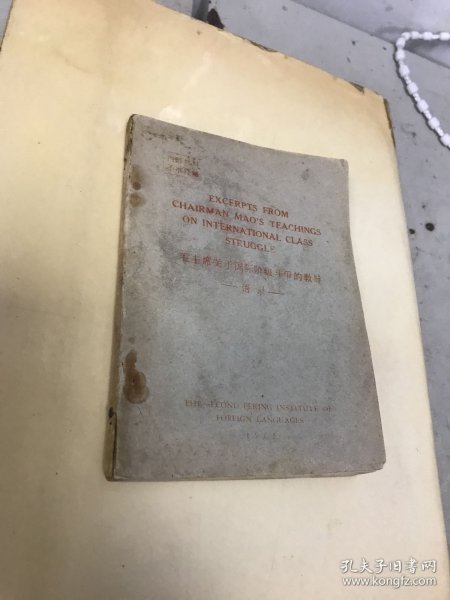 EXCERPTS FROM
CHAIRMAN MAO'S TEACHINGS
ON INTERNATIONAL CLASS
STRUGGLE
毛主席关于国际阶级斗争的教导
— 语录 —
THE SECOND PEKING INSTITUTE OF
FOREIGN LANGUAGES
孔夫子旧书网
www.kongfz.com